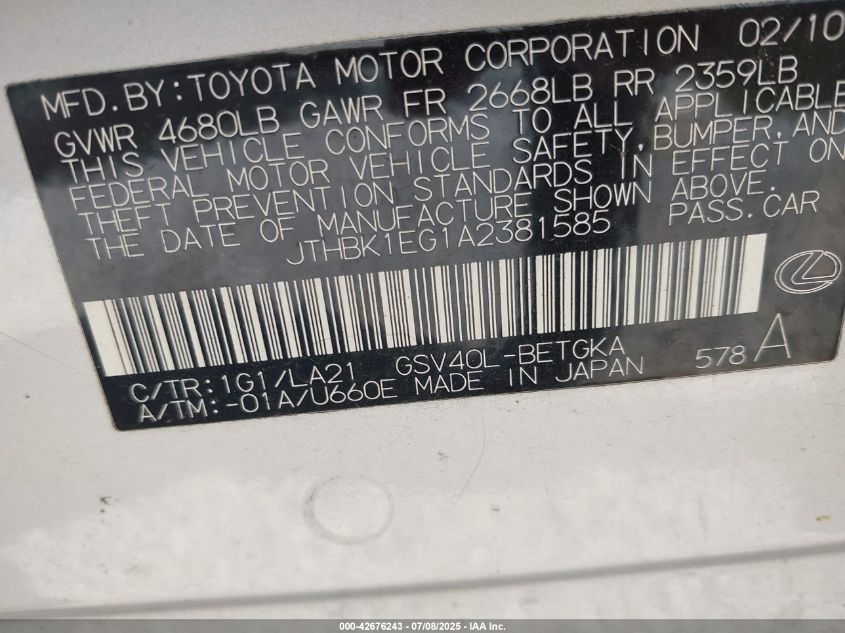 MFD. BY: TOYOTA MOTOR CORPORATION 02/10
GVWR 4680LB GAWR FR 2668LB RR 2359LB
THIS VEHICLE CONFORMS TO ALL APPLICABLE
FEDERAL MOTOR VEHICLE SAFETY, BUMPER, AND
THEFT PREVENTION STANDARDS IN EFFECT ON
THE DATE OF MANUFACTURE SHOWN ABOVE.
JTHBK1EG1A2381585 PASS. CAR
C/TR: 1G1/LA21 GSV40L-BETGKA 578 A
A/TM: -01A/U660E MADE IN JAPAN
000-42676243 - 07/08/2025 - IAA Inc.